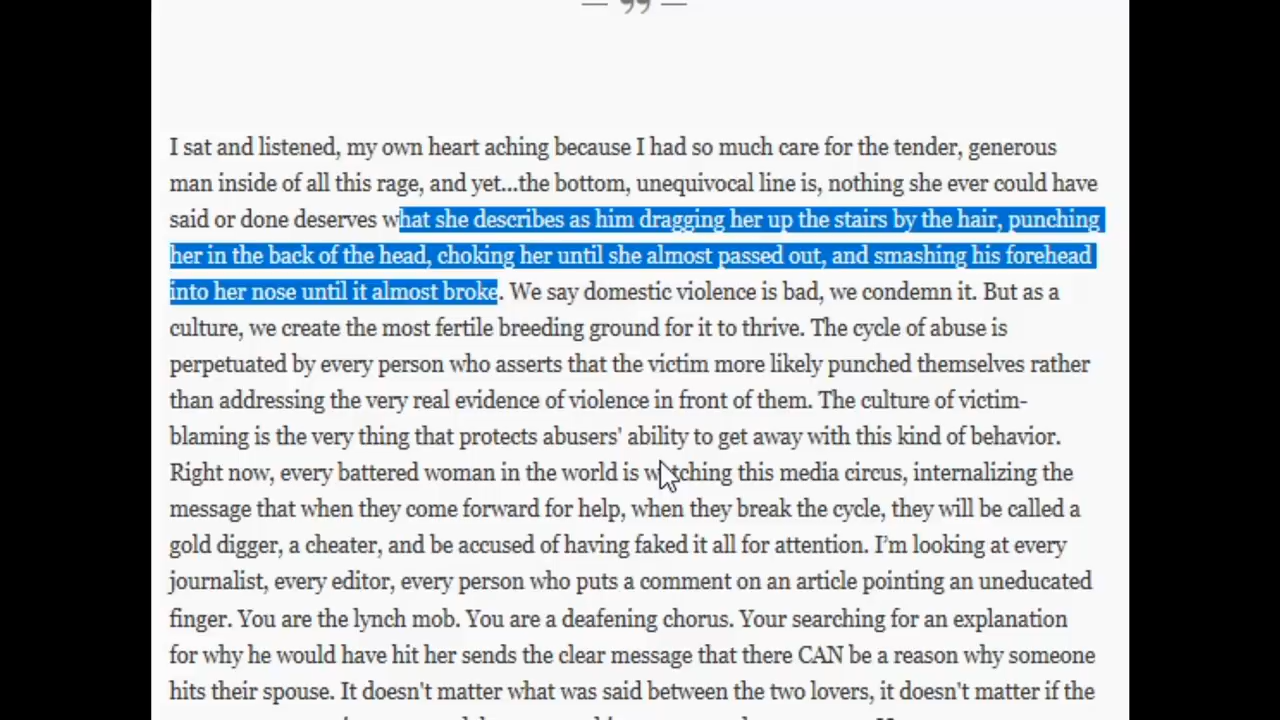 — ” —
I sat and listened, my own heart aching because I had so much care for the tender, generous
man inside of all this rage, and yet...the bottom, unequivocal line is, nothing she ever could have
said or done deserves what she describes as him dragging her up the stairs by the hair, punching
her in the back of the head, choking her until she almost passed out, and smashing his forehead
into her nose until it almost broke. We say domestic violence is bad, we condemn it. But as a
culture, we create the most fertile breeding ground for it to thrive. The cycle of abuse is
perpetuated by every person who asserts that the victim more likely punched themselves rather
than addressing the very real evidence of violence in front of them. The culture of victim-
blaming is the very thing that protects abusers' ability to get away with this kind of behavior.
Right now, every battered woman in the world is watching this media circus, internalizing the
message that when they come forward for help, when they break the cycle, they will be called a
gold digger, a cheater, and be accused of having faked it all for attention. I’m looking at every
journalist, every editor, every person who puts a comment on an article pointing an uneducated
finger. You are the lynch mob. You are a deafening chorus. Your searching for an explanation
for why he would have hit her sends the clear message that there CAN be a reason why someone
hits their spouse. It doesn't matter what was said between the two lovers, it doesn't matter if the